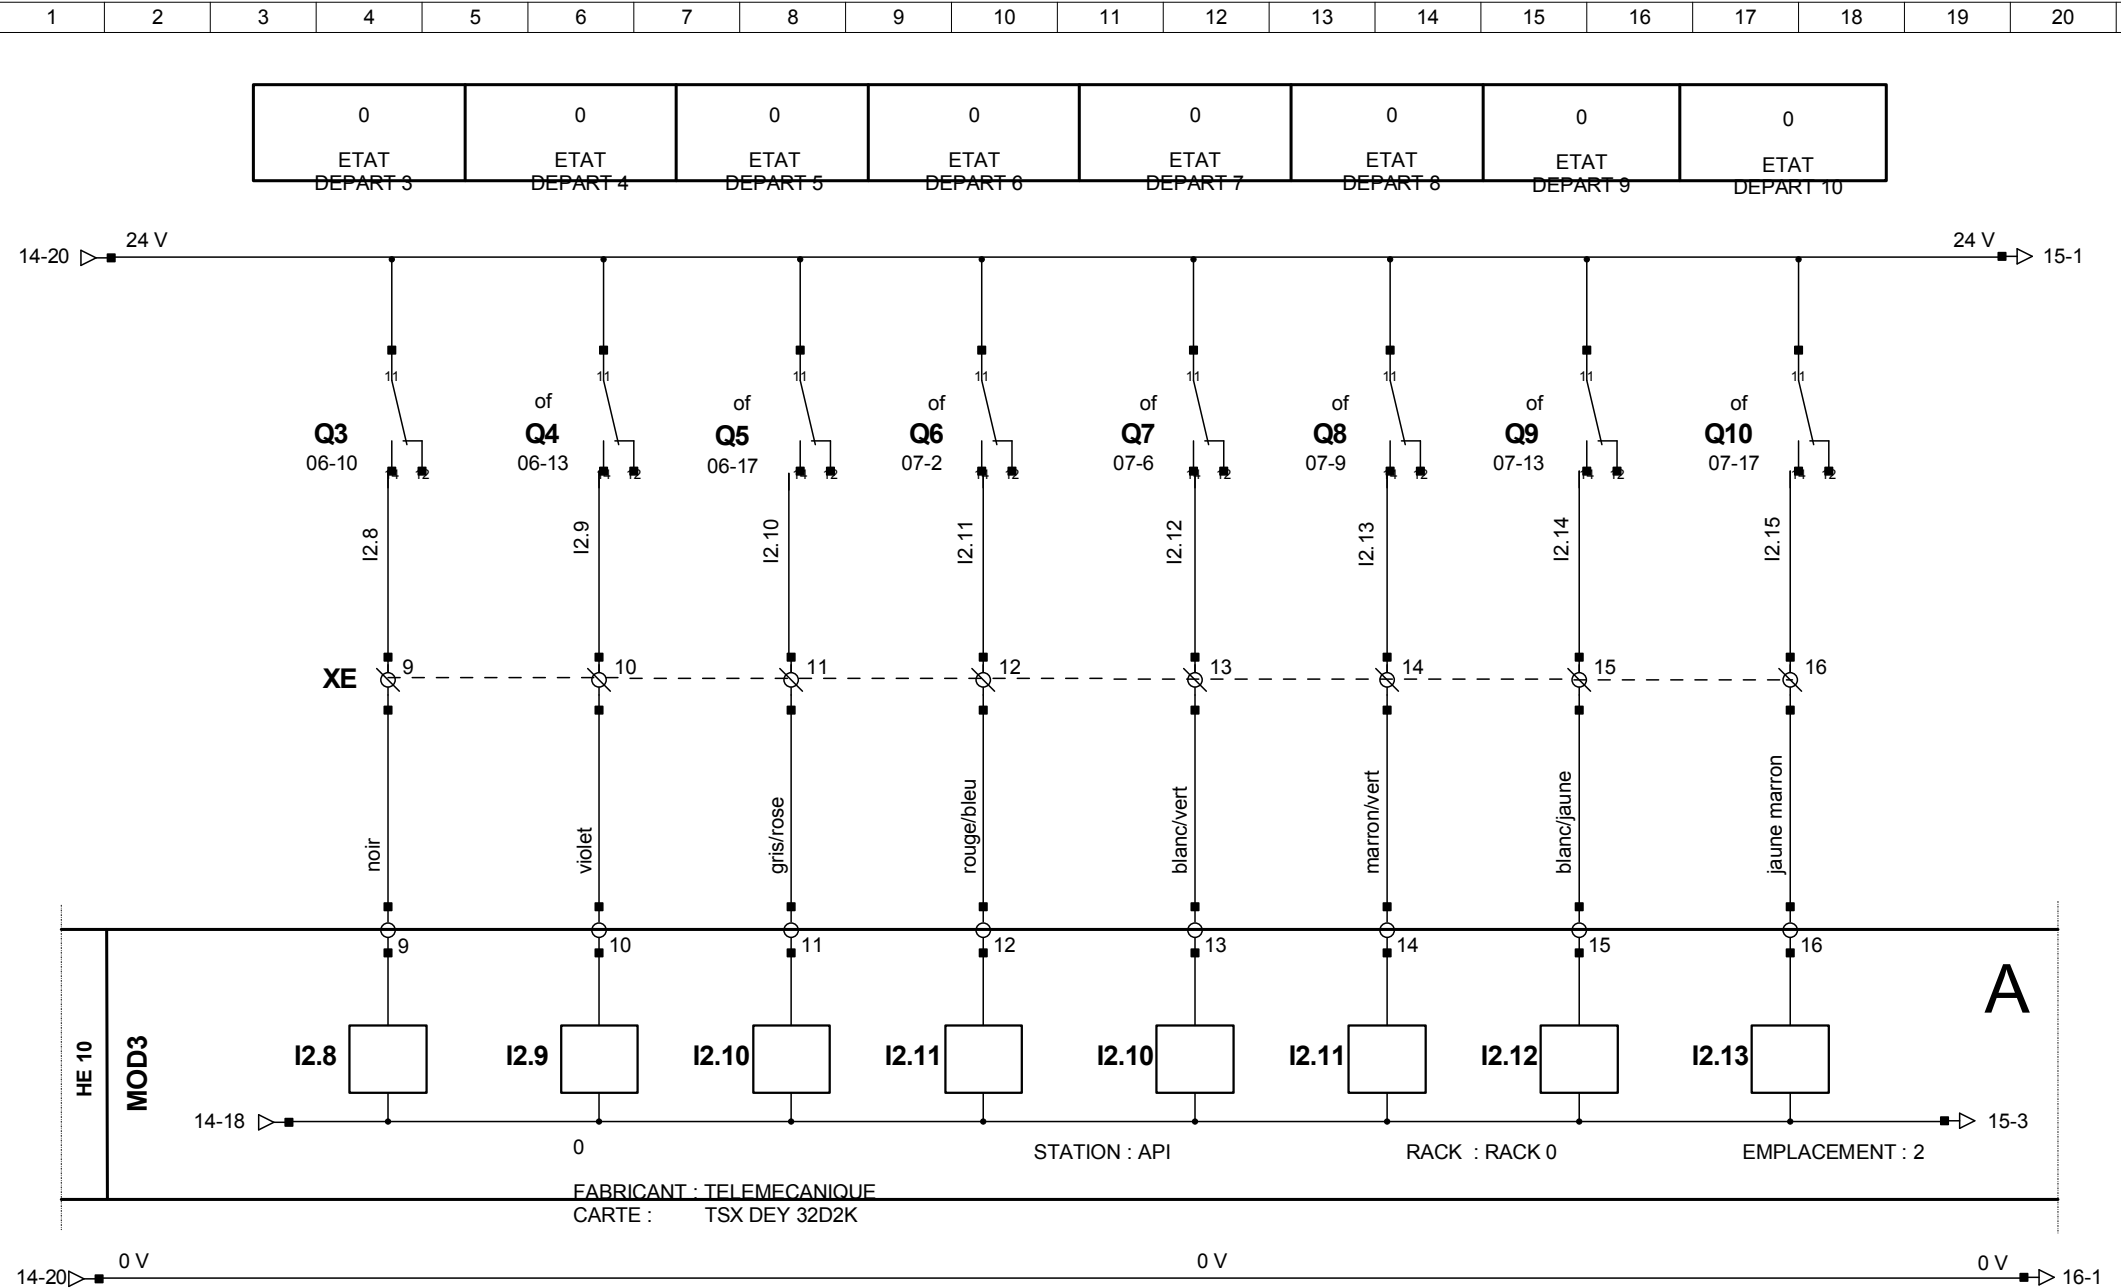 1 2 3 4 5 6 7 8 9 10 11 12 13 14 15 16 17 18 19 20
0 0 0 0 0 0 0 0
ETAT ETAT ETAT ETAT ETAT ETAT ETAT ETAT
DEPART 3 DEPART 4 DEPART 5 DEPART 6 DEPART 7 DEPART 8 DEPART 9 DEPART 10
24 V 24 V
14-20 15-1
11 11 11 11 11 11 11 11
of of of of of of of
Q3 Q4 Q5 Q6 Q7 Q8 Q9 Q10
06-10 06-13 06-17 07-2 07-6 07-9 07-13 07-17
14 12 14 12 14 12 14 12 14 12 14 12 14 12 14 12
I2.8 I2.9 I2.10 I2.11 I2.12 I2.13 I2.14 I2.15
XE 9 10 11 12 13 14 15 16
noir violet gris/rose rouge/bleu blanc/vert marron/vert blanc/jaune jaune marron
9 10 11 12 13 14 15 16
A
HE 10 MOD3 I2.8 I2.9 I2.10 I2.11 I2.10 I2.11 I2.12 I2.13
14-18 15-3
0 STATION : API RACK : RACK 0 EMPLACEMENT : 2
FABRICANT : TELEMECANIQUE
CARTE : TSX DEY 32D2K
0 V 0 V 0 V
14-20 16-1